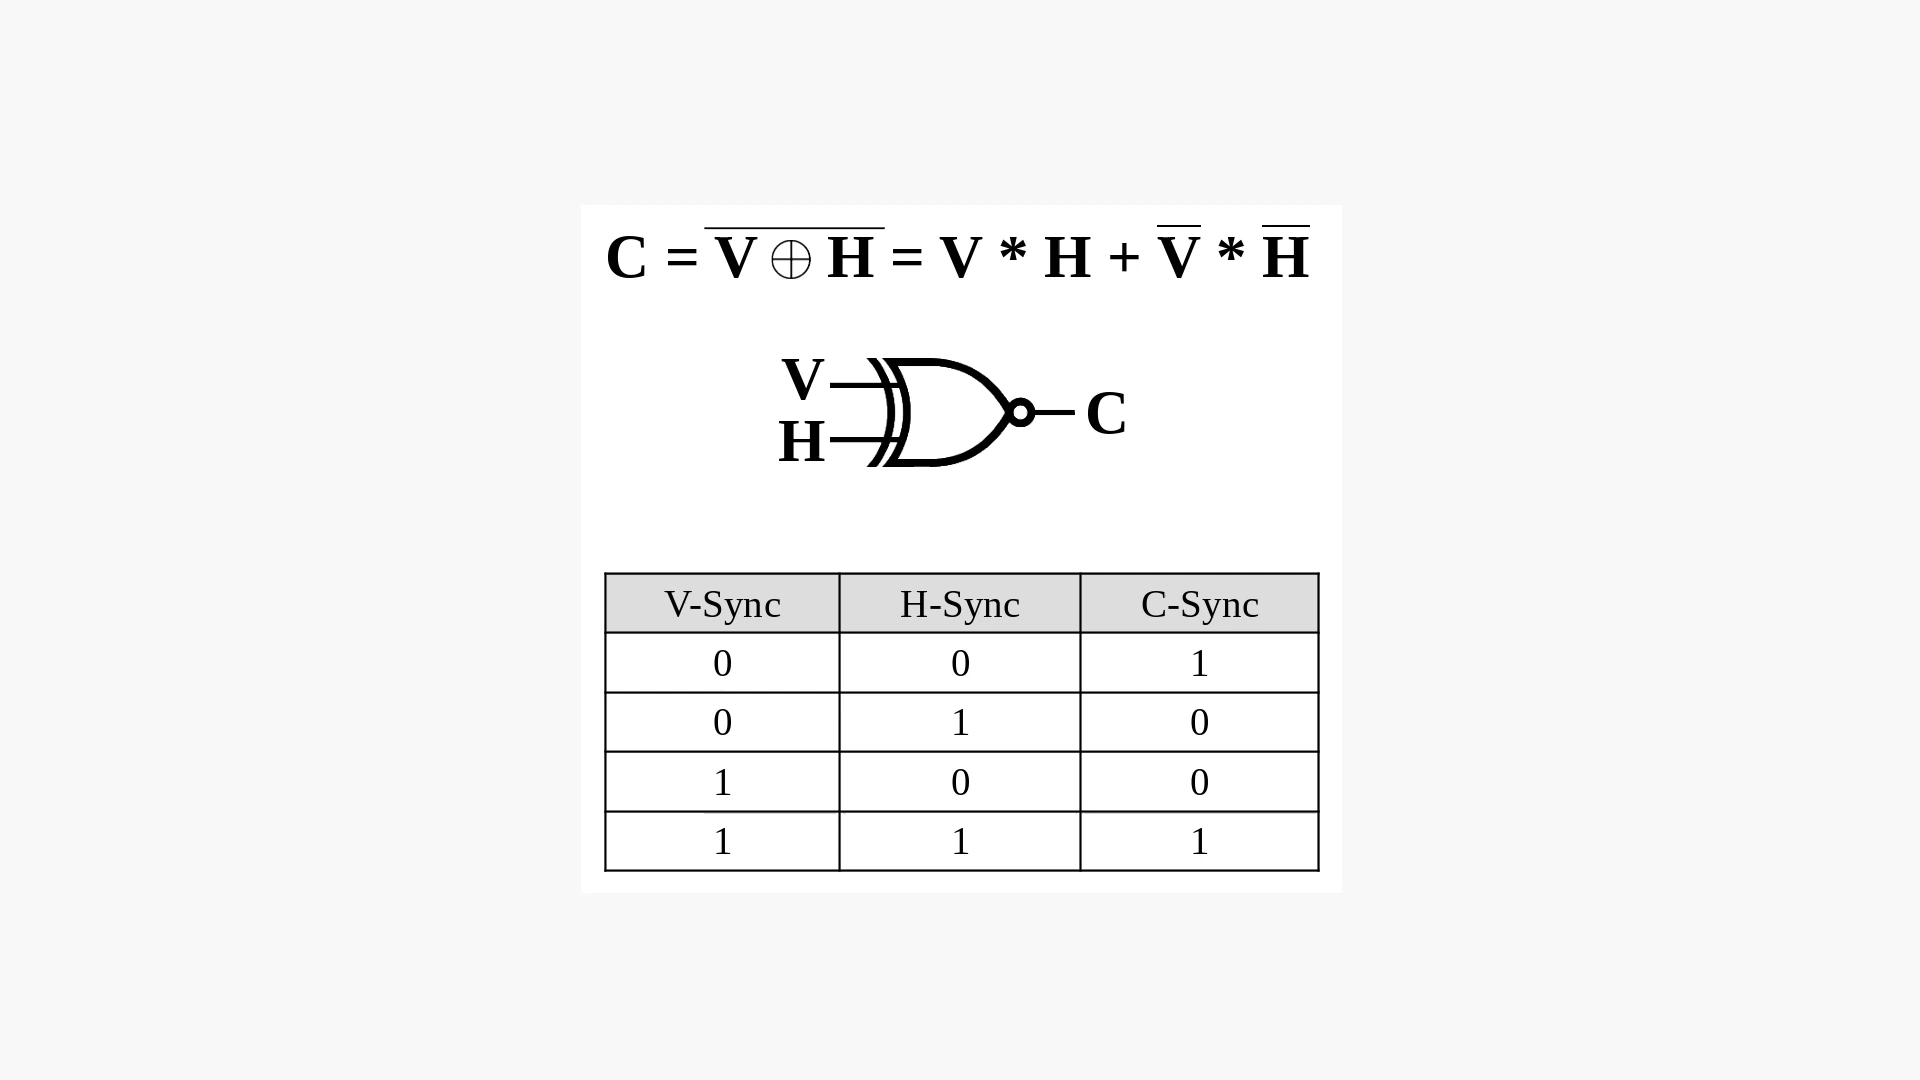 C = V̅ ̅⊕̅ ̅H̅ = V * H + V̅ * H̅
V
H
C
V-Sync H-Sync C-Sync
0 0 1
0 1 0
1 0 0
1 1 1